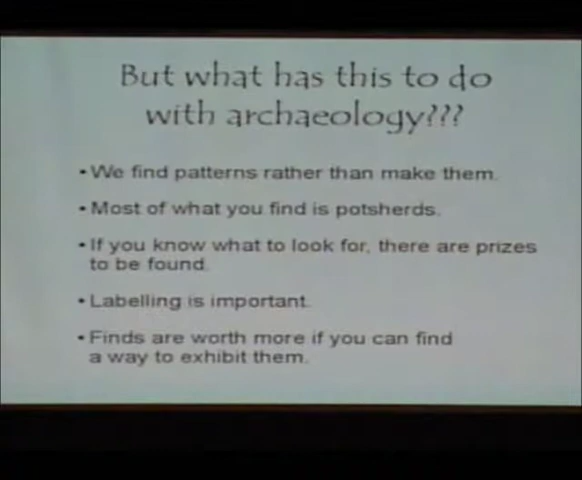 But what has this to do
with archaeology???
• We find patterns rather than make them.
• Most of what you find is potsherds.
• If you know what to look for, there are prizes
to be found.
• Labelling is important.
• Finds are worth more if you can find
a way to exhibit them.